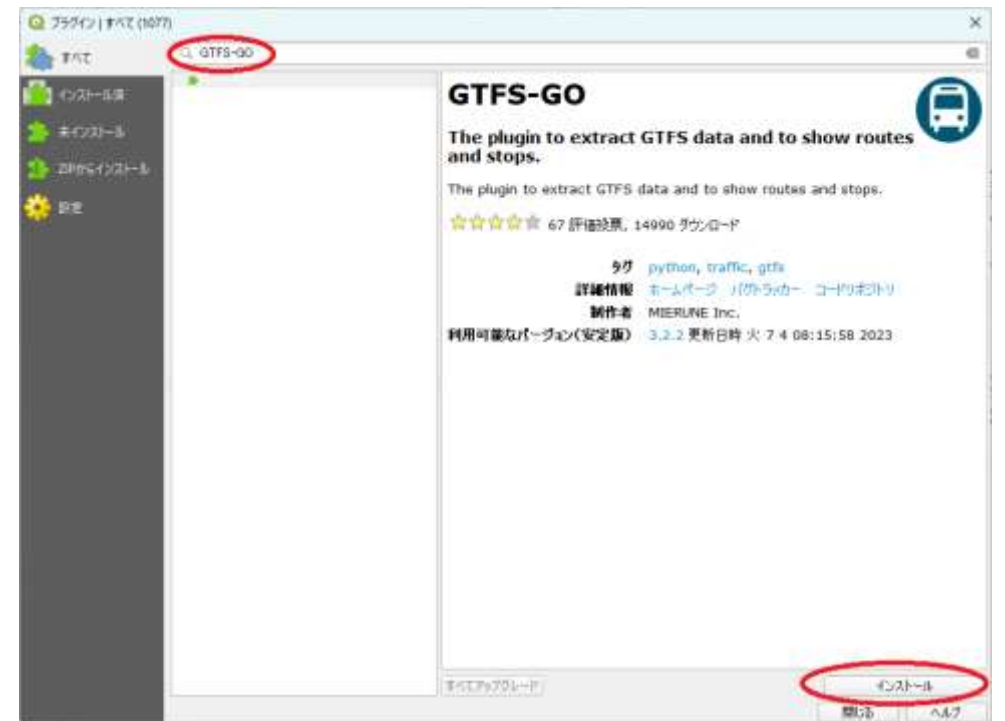 プラグイン | すべて (1077)
すべて
GTFS-GO
インストール済
未インストール
ZIPからインストール
設定
GTFS-GO
The plugin to extract GTFS data and to show routes
and stops.
The plugin to extract GTFS data and to show routes and stops.
67 評価投票, 14990 ダウンロード
タグ python, traffic, gtfs
詳細情報 ホームページ バグトラッカー コードリポジトリ
制作者 MIERUNE Inc.
利用可能なバージョン(安定版) 3.2.2 更新日時 火 7 4 08:15:58 2023
すべてアップグレード
インストール
閉じる ヘルプ